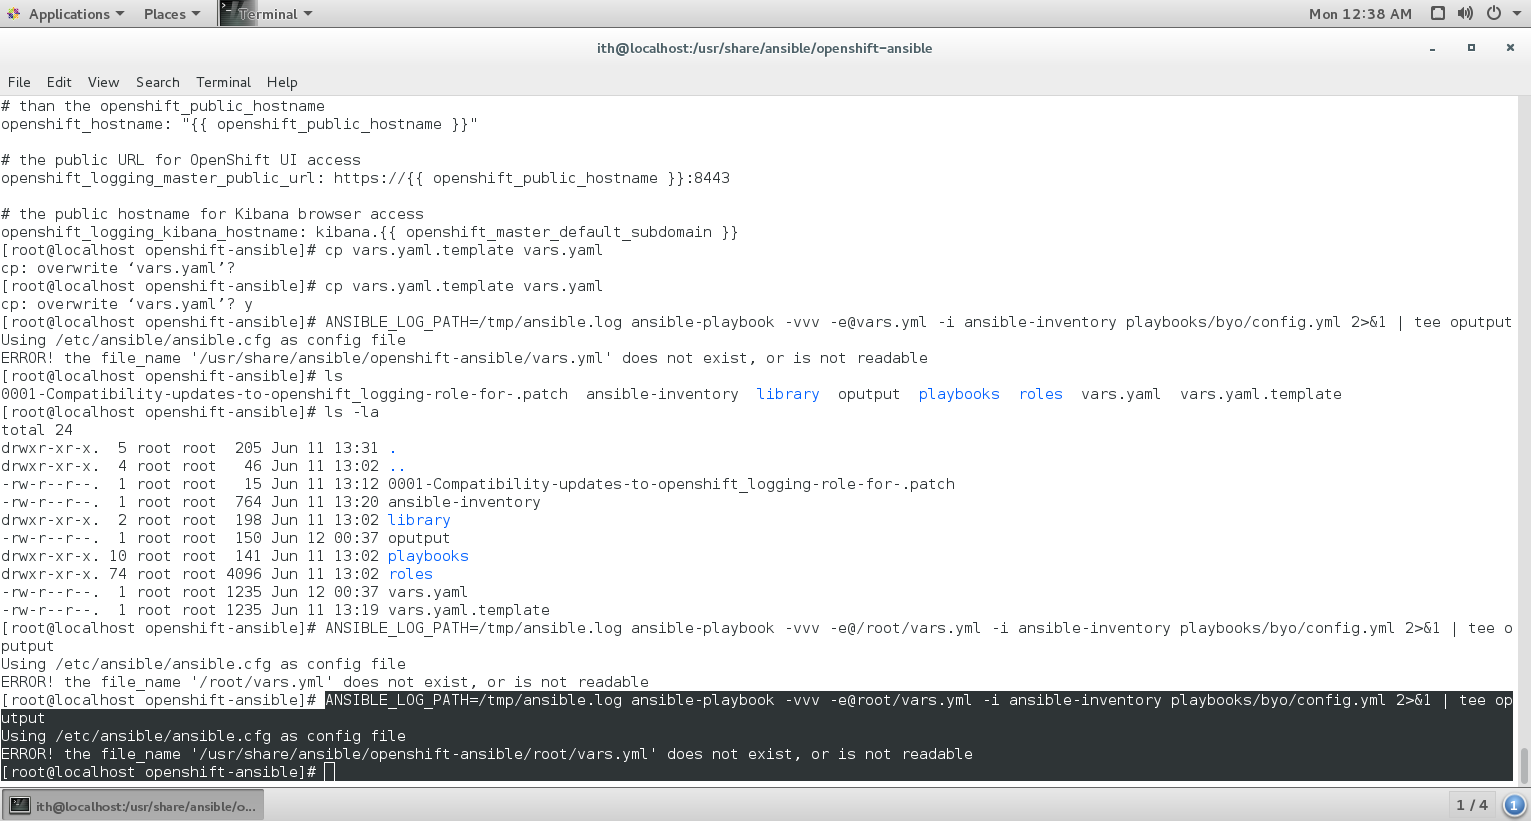 Applications Places Terminal Mon 12:38 AM
ith@localhost:/usr/share/ansible/openshift-ansible
File Edit View Search Terminal Help
# than the openshift_public_hostname
openshift_hostname: "{{ openshift_public_hostname }}"
# the public URL for OpenShift UI access
openshift_logging_master_public_url: https://{{ openshift_public_hostname }}:8443
# the public hostname for Kibana browser access
openshift_logging_kibana_hostname: kibana.{{ openshift_master_default_subdomain }}
[root@localhost openshift-ansible]# cp vars.yaml.template vars.yaml
cp: overwrite ‘vars.yaml’?
[root@localhost openshift-ansible]# cp vars.yaml.template vars.yaml
cp: overwrite ‘vars.yaml’? y
[root@localhost openshift-ansible]# ANSIBLE_LOG_PATH=/tmp/ansible.log ansible-playbook -vvv -e@vars.yml -i ansible-inventory playbooks/byo/config.yml 2>&1 | tee oputput
Using /etc/ansible/ansible.cfg as config file
ERROR! the file_name '/usr/share/ansible/openshift-ansible/vars.yml' does not exist, or is not readable
[root@localhost openshift-ansible]# ls
0001-Compatibility-updates-to-openshift_logging-role-for-.patch ansible-inventory library oputput playbooks roles vars.yaml vars.yaml.template
[root@localhost openshift-ansible]# ls -la
total 24
drwxr-xr-x. 5 root root 205 Jun 11 13:31 .
drwxr-xr-x. 4 root root 46 Jun 11 13:02 ..
-rw-r--r--. 1 root root 15 Jun 11 13:12 0001-Compatibility-updates-to-openshift_logging-role-for-.patch
-rw-r--r--. 1 root root 764 Jun 11 13:20 ansible-inventory
drwxr-xr-x. 2 root root 198 Jun 11 13:02 library
-rw-r--r--. 1 root root 150 Jun 12 00:37 oputput
drwxr-xr-x. 10 root root 141 Jun 11 13:02 playbooks
drwxr-xr-x. 74 root root 4096 Jun 11 13:02 roles
-rw-r--r--. 1 root root 1235 Jun 12 00:37 vars.yaml
-rw-r--r--. 1 root root 1235 Jun 11 13:19 vars.yaml.template
[root@localhost openshift-ansible]# ANSIBLE_LOG_PATH=/tmp/ansible.log ansible-playbook -vvv -e@/root/vars.yml -i ansible-inventory playbooks/byo/config.yml 2>&1 | tee o
putput
Using /etc/ansible/ansible.cfg as config file
ERROR! the file_name '/root/vars.yml' does not exist, or is not readable
[root@localhost openshift-ansible]# ANSIBLE_LOG_PATH=/tmp/ansible.log ansible-playbook -vvv -e@root/vars.yml -i ansible-inventory playbooks/byo/config.yml 2>&1 | tee op
utput
Using /etc/ansible/ansible.cfg as config file
ERROR! the file_name '/usr/share/ansible/openshift-ansible/root/vars.yml' does not exist, or is not readable
[root@localhost openshift-ansible]#
ith@localhost:/usr/share/ansible/o... 1 / 4 1